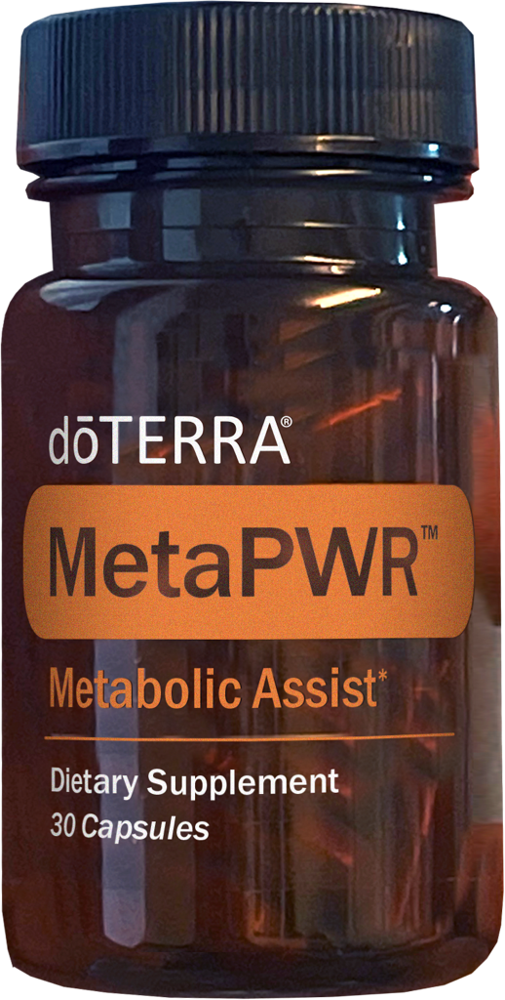 dōTERRA®
MetaPWR™
Metabolic Assist*
Dietary Supplement
30 Capsules